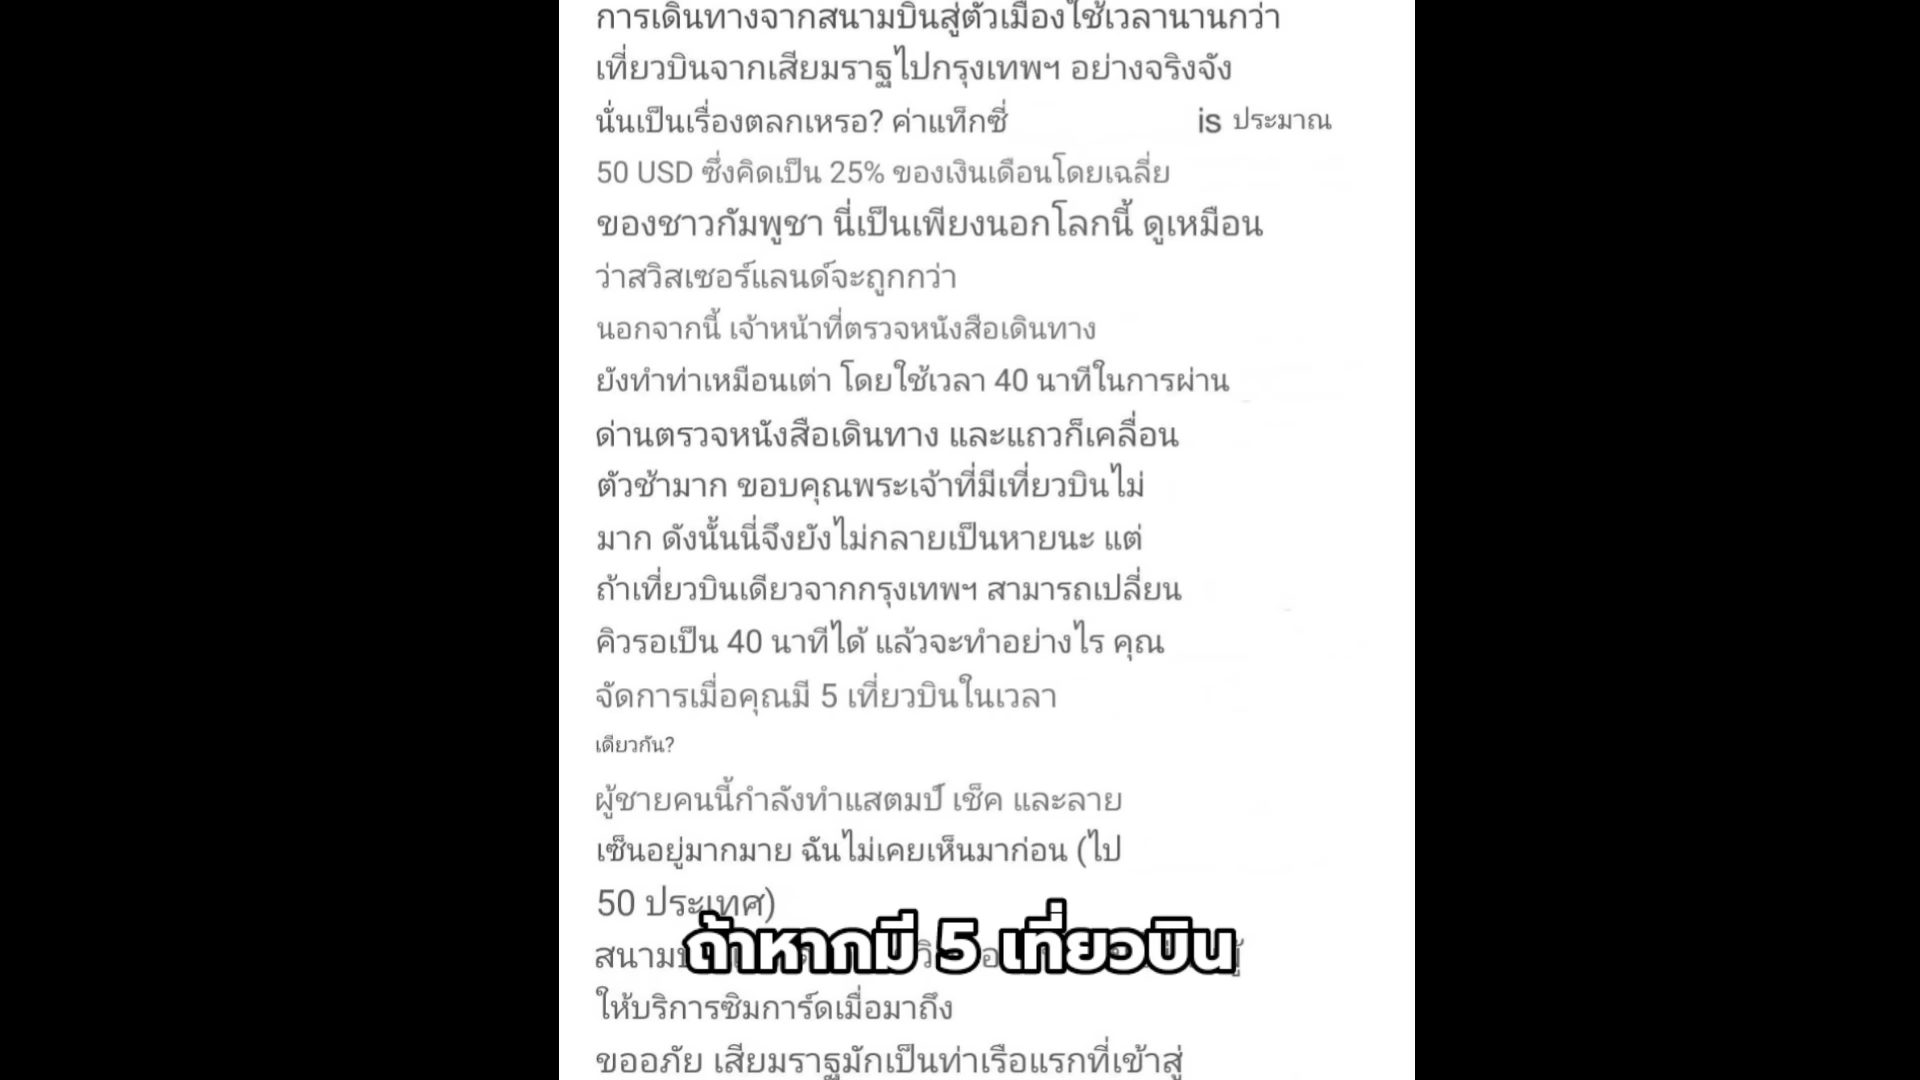 การเดินทางจากสนามบินสู่ตัวเมืองใช้เวลานานกว่า
เที่ยวบินจากเสียมราฐไปกรุงเทพฯ อย่างจริงจัง
นั่นเป็นเรื่องตลกเหรอ? ค่าแท็กซี่ is ประมาณ
50 USD ซึ่งคิดเป็น 25% ของเงินเดือนโดยเฉลี่ย
ของชาวกัมพูชา นี่เป็นเพียงนอกโลกนี้ ดูเหมือน
ว่าสวิสเซอร์แลนด์จะถูกกว่า
นอกจากนี้ เจ้าหน้าที่ตรวจหนังสือเดินทาง
ยังทำท่าเหมือนเต่า โดยใช้เวลา 40 นาทีในการผ่าน
ด่านตรวจหนังสือเดินทาง และแถวก็เคลื่อน
ตัวช้ามาก ขอบคุณพระเจ้าที่มีเที่ยวบินไม่
มาก ดังนั้นนี่จึงยังไม่กลายเป็นหายนะ แต่
ถ้าเที่ยวบินเดียวจากกรุงเทพฯ สามารถเปลี่ยน
คิวรอเป็น 40 นาทีได้ แล้วจะทำอย่างไร คุณ
จัดการเมื่อคุณมี 5 เที่ยวบินในเวลา
เดียวกัน?
ผู้ชายคนนี้กำลังทำแสตมป์ เช็ค และลาย
เซ็นอยู่มากมาย ฉันไม่เคยเห็นมาก่อน (ไป
50 ประเทศ)
ถ้าหากมี 5 เที่ยวบิน
ให้บริการซิมการ์ดเมื่อมาถึง
ขออภัย เสียมราฐมักเป็นท่าเรือแรกที่เข้าสู่